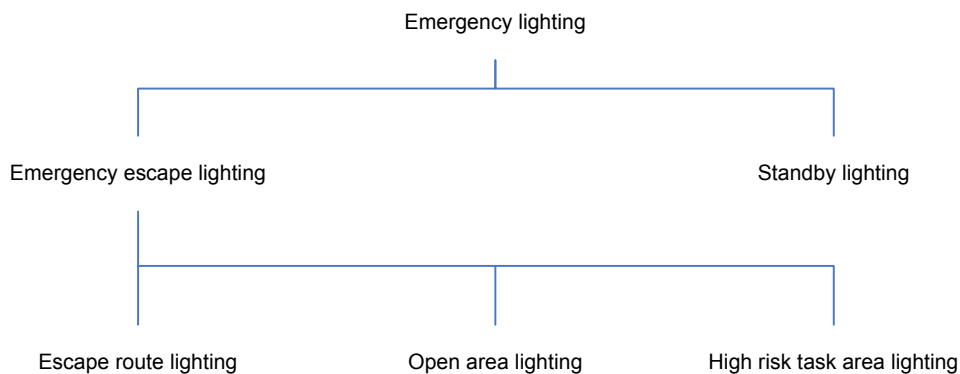 Emergency lighting
Emergency escape lighting
Standby lighting
Escape route lighting
Open area lighting
High risk task area lighting